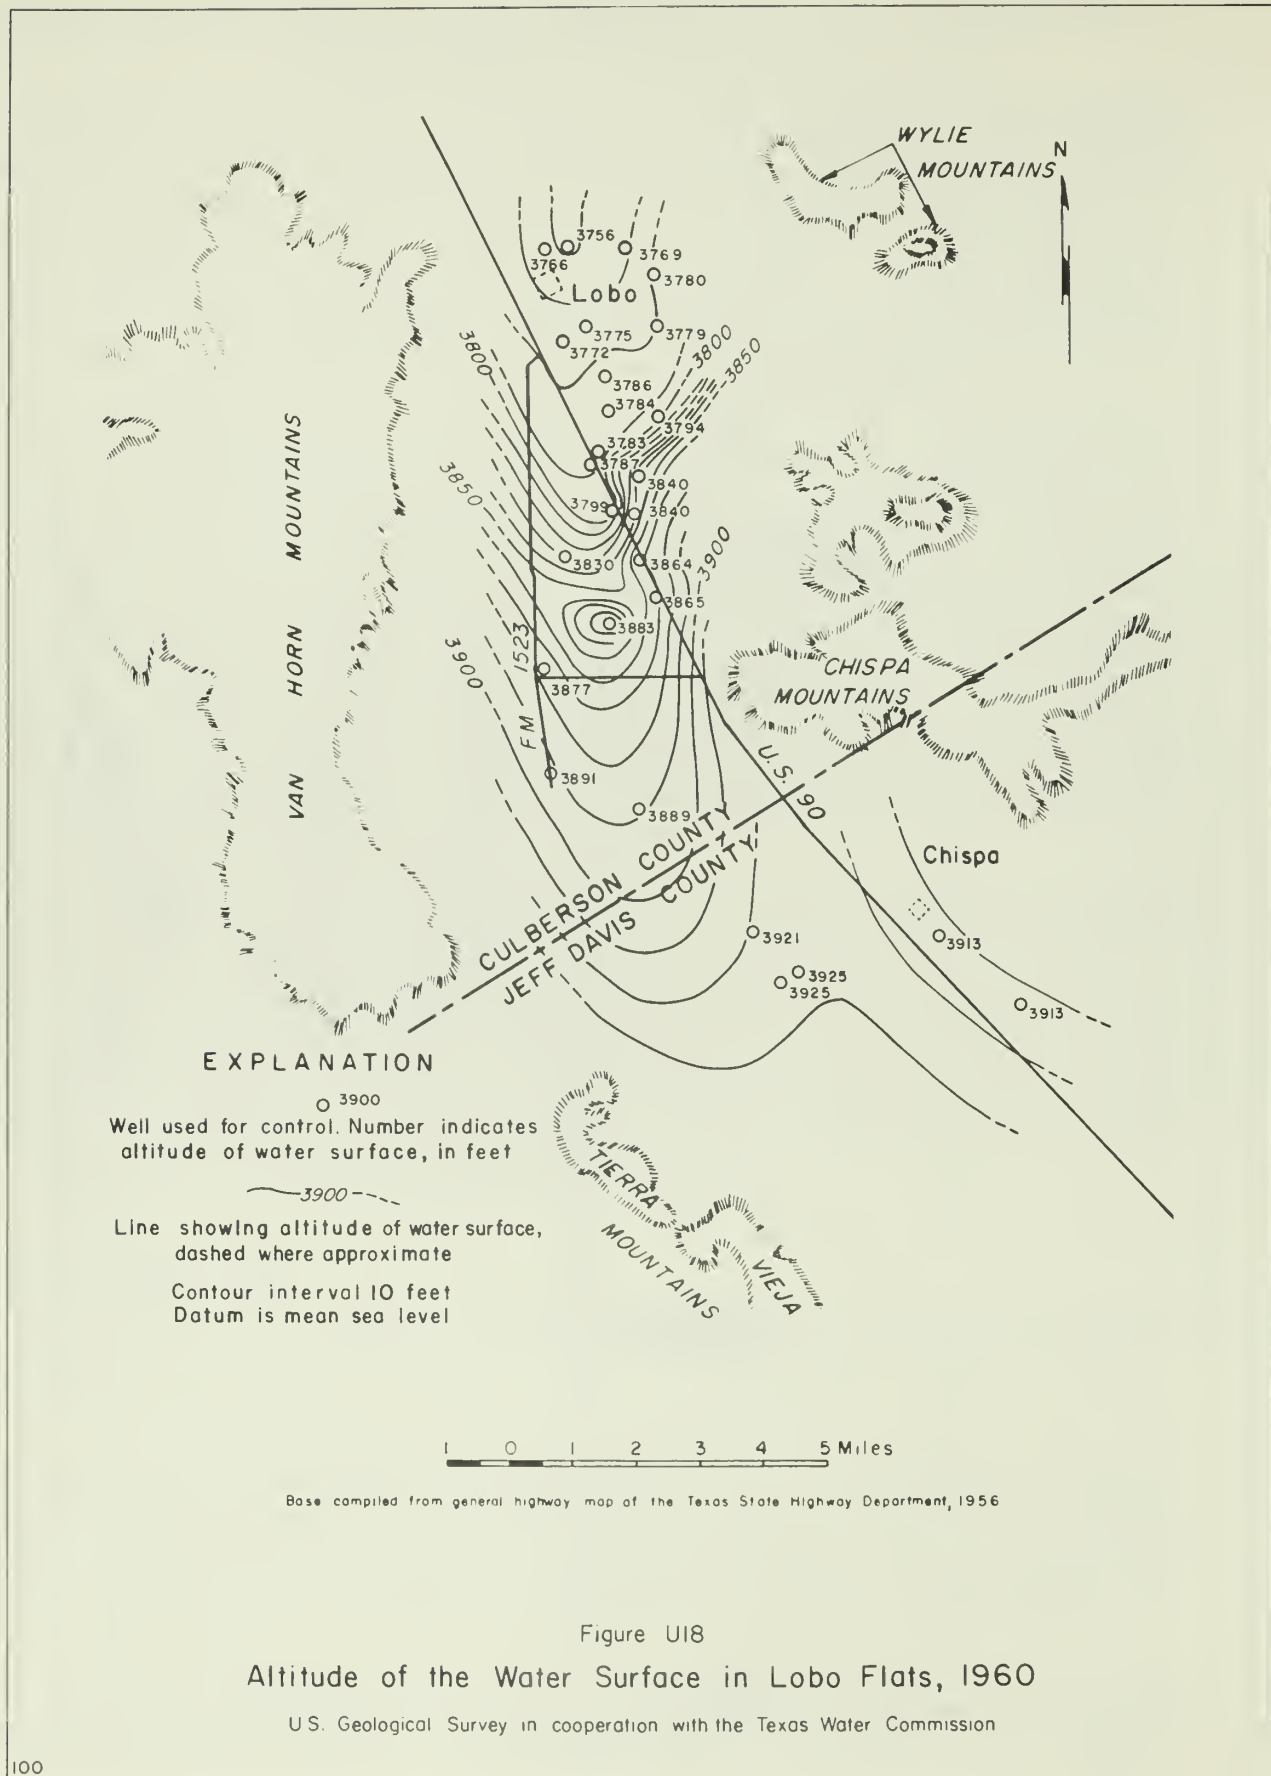 WYLIE
MOUNTAINS
N
3756
3766
3769
3780
Lobo
3775
3779
3772
3800
3800
3850
3786
3784
3794
3783
3787
3850
3840
3799
3840
3900
3830
3864
3865
3883
VAN HORN MOUNTAINS
FM 1523
3900
3877
CHISPA
MOUNTAINS
U.S. 90
3891
3889
CULBERSON COUNTY
JEFF DAVIS COUNTY
Chispa
3921
3913
3925
3925
3913
EXPLANATION
3900
Well used for control. Number indicates
altitude of water surface, in feet
3900
Line showing altitude of water surface,
dashed where approximate
Contour interval 10 feet
Datum is mean sea level
TIERRA
VIEJA
MOUNTAINS
1 0 1 2 3 4 5 Miles
Base compiled from general highway map of the Texas State Highway Department, 1956
Figure U18
Altitude of the Water Surface in Lobo Flats, 1960
U.S. Geological Survey in cooperation with the Texas Water Commission
100